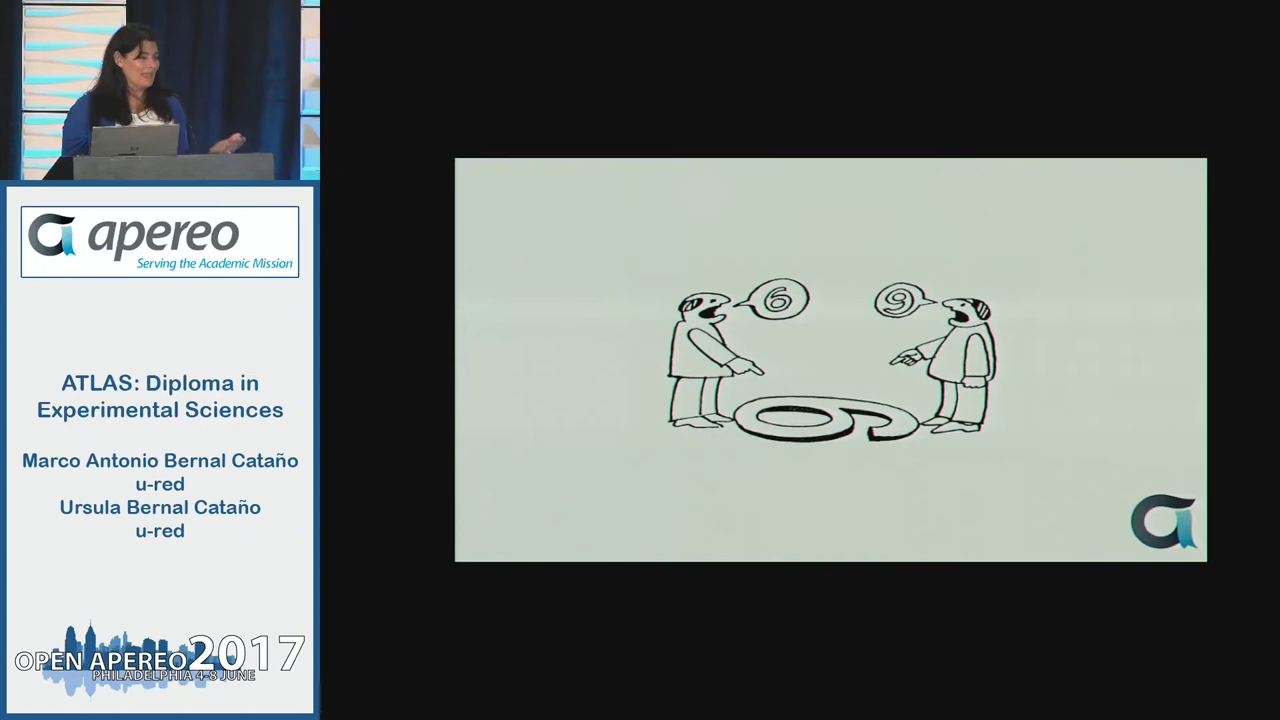 apereo
Serving the Academic Mission
ATLAS: Diploma in
Experimental Sciences
Marco Antonio Bernal Cataño
u-red
Ursula Bernal Cataño
u-red
OPEN APEREO 2017
PHILADELPHIA 4-8 JUNE
6
9